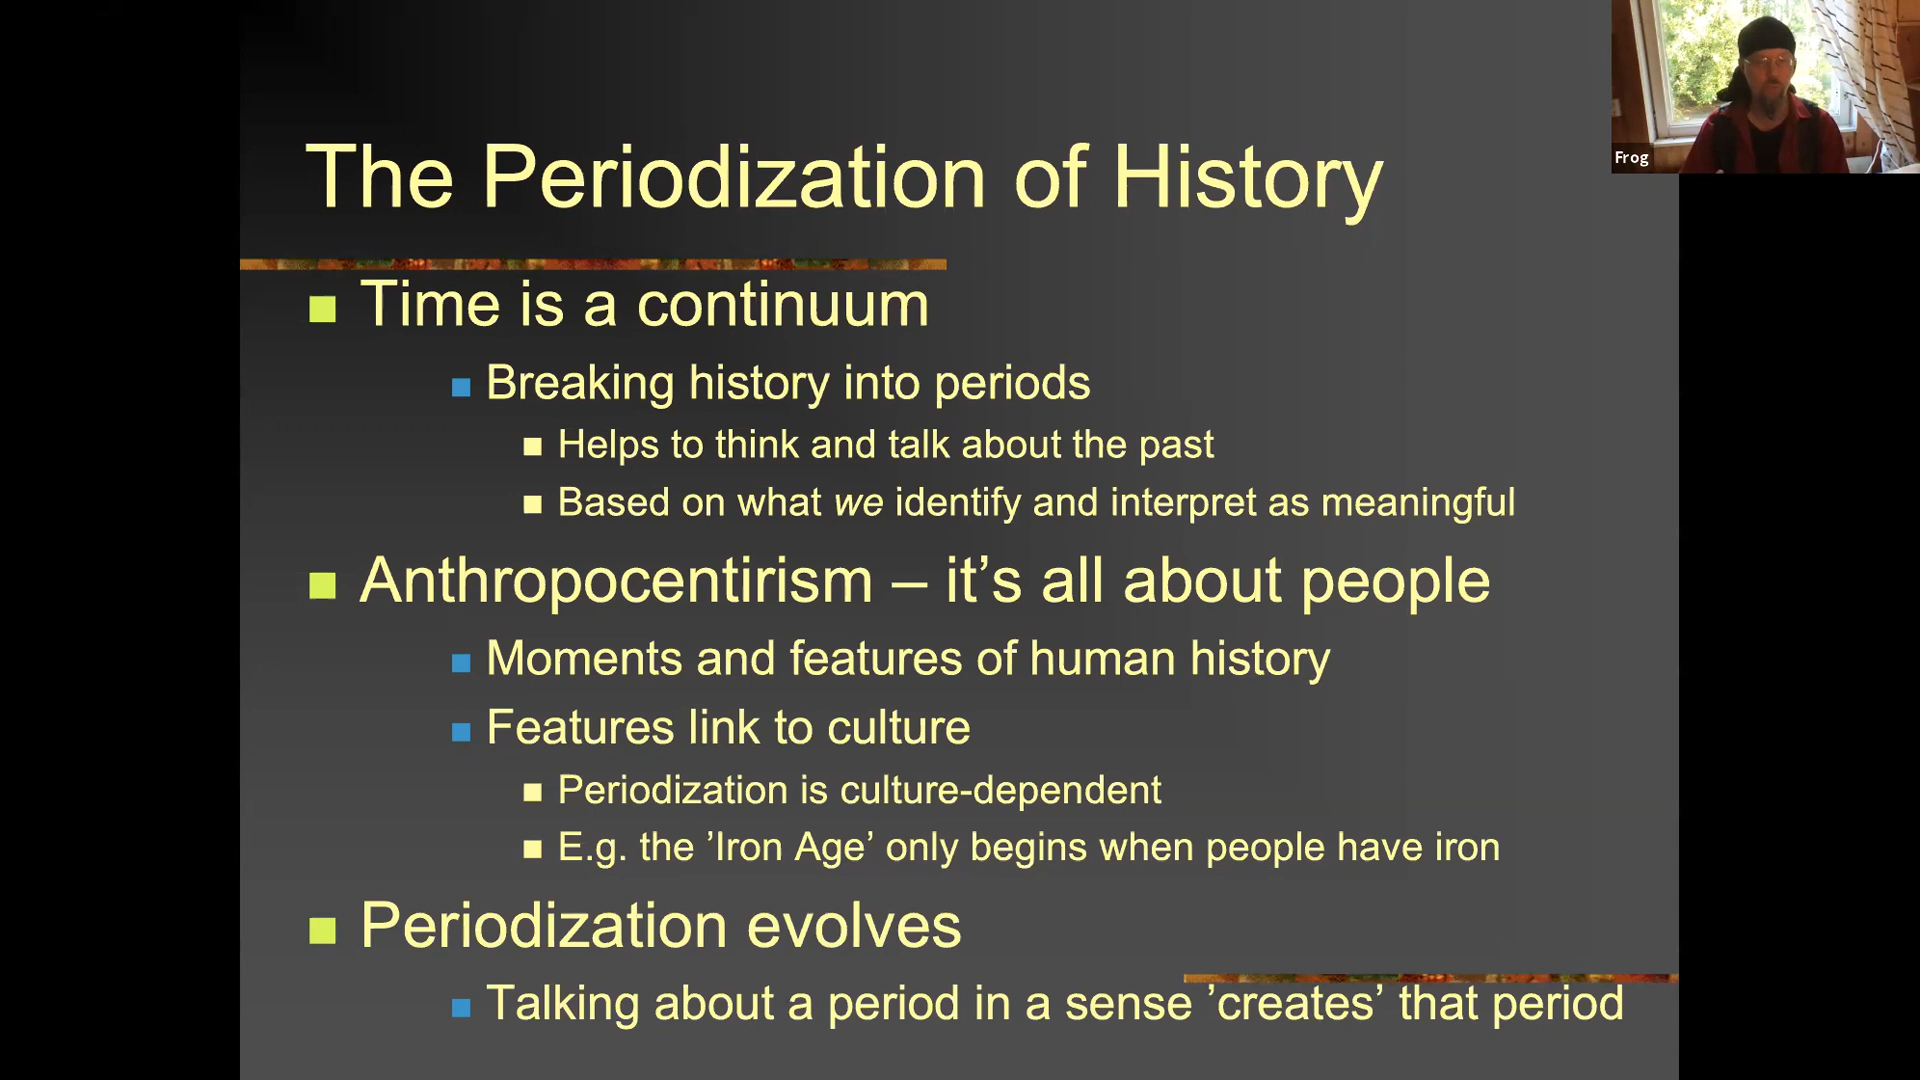 The Periodization of History
Time is a continuum
Breaking history into periods
Helps to think and talk about the past
Based on what we identify and interpret as meaningful
Anthropocentirism – it’s all about people
Moments and features of human history
Features link to culture
Periodization is culture-dependent
E.g. the ’Iron Age’ only begins when people have iron
Periodization evolves
Talking about a period in a sense ’creates’ that period
Frog